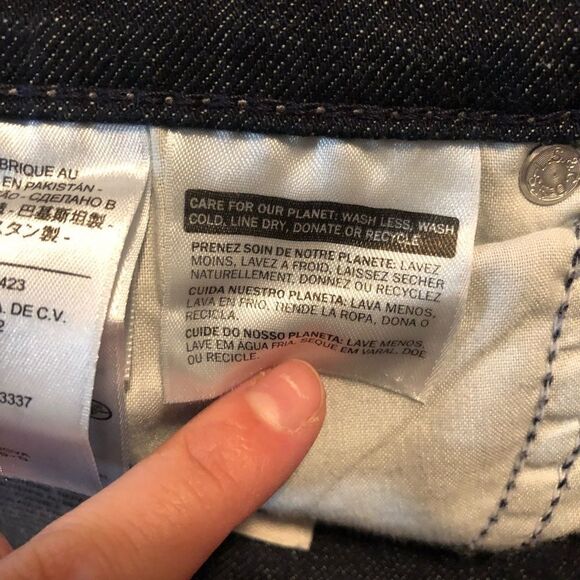 BRIQUE AU
EN PAKISTÁN -
ÃO - СДЕЛАНО В
- 巴基斯坦製 -
スタン製 -
423
A. DE C.V.
2
3337
CARE FOR OUR PLANET: WASH LESS, WASH
COLD, LINE DRY, DONATE OR RECYCLE
PRENEZ SOIN DE NOTRE PLANETE. LAVEZ
MOINS, LAVEZ À FROID, LAISSEZ SECHER
NATURELLEMENT, DONNEZ OU RECYCLEZ
CUIDA NUESTRO PLANETA: LAVA MENOS,
LAVA EN FRIO, TIENDE LA ROPA, DONA O
RECICLA.
CUIDE DO NOSSO PLANETA: LAVE MENOS,
LAVE EM ÁGUA FRIA, SEQUE EM VARAL, DOE
OU RECICLE.